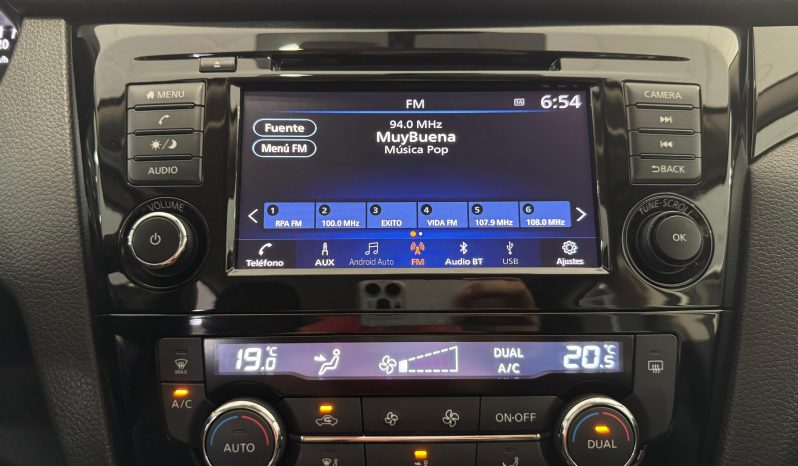 FM
TA
6:54
Fuente
94.0 MHz
MuyBuena
Menú FM
Música Pop
1 2 3 4 5 6
RPA FM 100.0 MHz EXITO VIDA FM 107.9 MHz 108.0 MHz
Teléfono AUX Android Auto FM Audio BT USB Ajustes
MENU
AUDIO
VOLUME
CAMERA
BACK
TUNE·SCROLL
OK
19.0°C
DUAL
A/C
20.5°C
MAX
A/C
AUTO
ON·OFF
DUAL